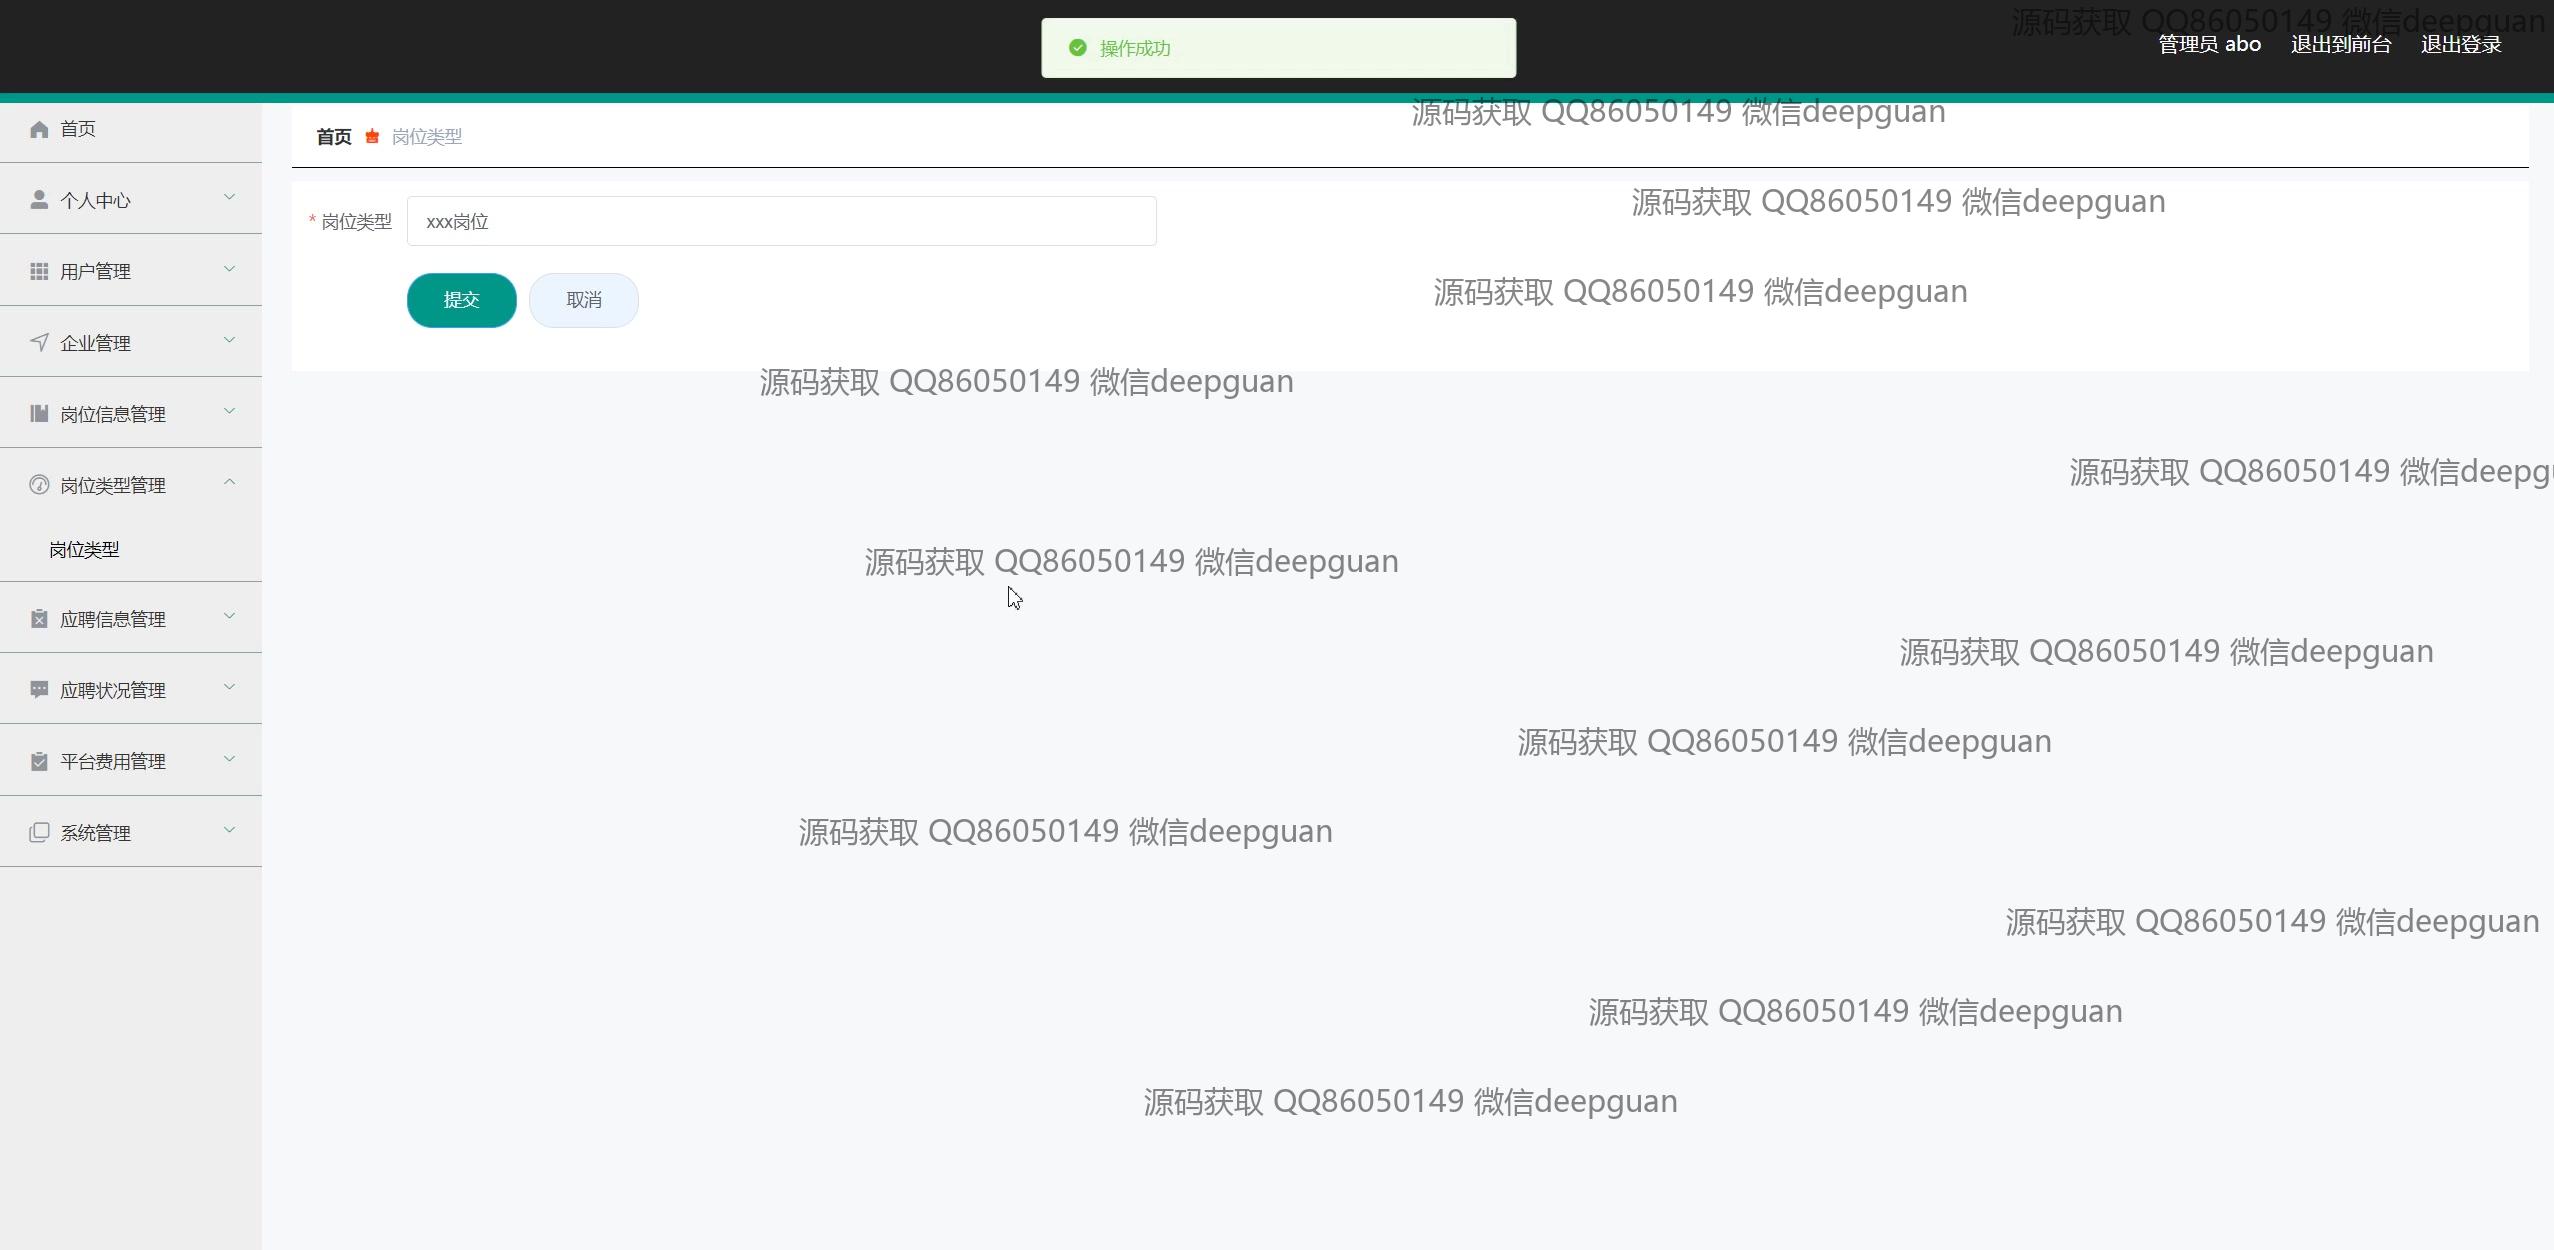 操作成功
源码获取 QQ86050149 微信deepguan
管理员 abo 退出到前台 退出登录
源码获取 QQ86050149 微信deepguan
首页
首页 岗位类型
个人中心
源码获取 QQ86050149 微信deepguan
* 岗位类型 xxx岗位
用户管理
源码获取 QQ86050149 微信deepguan
提交 取消
企业管理
源码获取 QQ86050149 微信deepguan
岗位信息管理
源码获取 QQ86050149 微信deepg
岗位类型管理
岗位类型
源码获取 QQ86050149 微信deepguan
应聘信息管理
源码获取 QQ86050149 微信deepguan
应聘状况管理
源码获取 QQ86050149 微信deepguan
平台费用管理
源码获取 QQ86050149 微信deepguan
系统管理
源码获取 QQ86050149 微信deepguan
源码获取 QQ86050149 微信deepguan
源码获取 QQ86050149 微信deepguan